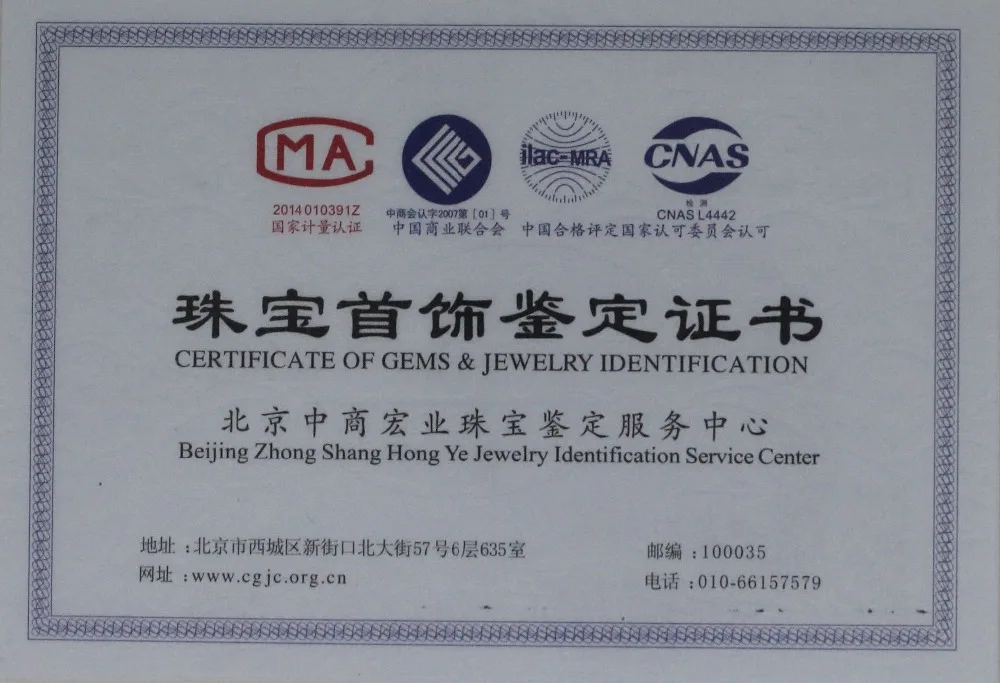 MA
ilac-MRA
CNAS
2014010391Z
国家计量认证
中商会认字2007第［01］号
中国商业联合会
检 测
CNAS L4442
中国合格评定国家认可委员会认可
珠宝首饰鉴定证书
CERTIFICATE OF GEMS & JEWELRY IDENTIFICATION
北京中商宏业珠宝鉴定服务中心
Beijing Zhong Shang Hong Ye Jewelry Identification Service Center
地址 :北京市西城区新街口北大街57号6层635室
邮编 :100035
网址 :www.cgjc.org.cn
电话 :010-66157579